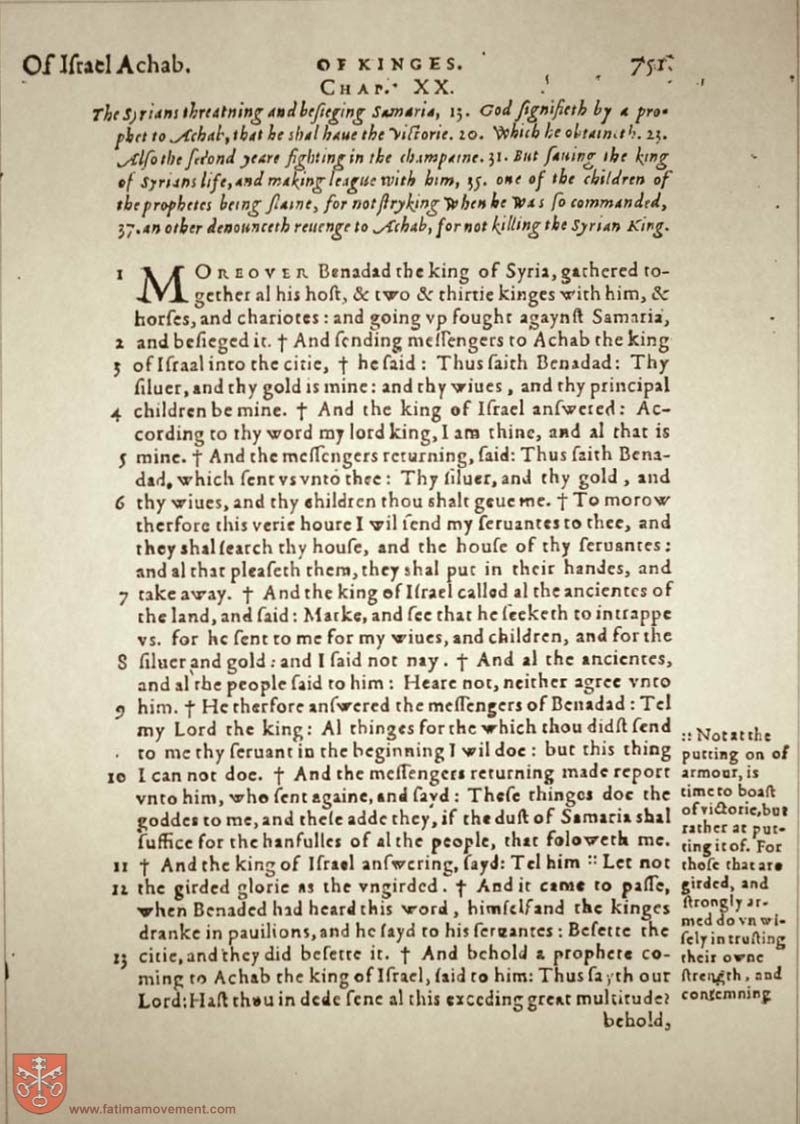 Of Iſrael Achab. OF KINGES. 751
CHAP. XX.
The Syrians threatning and beſieging Samaria, 13. God ſignifieth by a pro-
phet to Achab, that he shal haue the victorie. 20. Which he obtaineth. 23.
Alſo the ſecond yeare fighting in the champaine. 31. But ſauing the king
of Syrians life, and making league with him, 35. one of the children of
the prophetes being ſlaine, for not ſtryking when he was ſo commanded,
37. an other denounceth reuenge to Achab, for not killing the Syrian King.
1 MOREOVER Benadad the king of Syria, gathered to-
gether al his hoſt, & two & thirtie kinges with him, &
horſes, and chariotes: and going vp fought agaynſt Samaria,
2 and beſieged it. † And ſending meſſengers to Achab the king
3 of Iſraal into the citie, † he ſaid: Thus ſaith Benadad: Thy
ſiluer, and thy gold is mine: and thy wiues, and thy principal
4 children be mine. † And the king of Iſrael anſwered: Ac-
cording to thy word my lord king, I am thine, and al that is
5 mine. † And the meſſengers returning, ſaid: Thus ſaith Bena-
dad, which ſent vs vnto thee: Thy ſiluer, and thy gold, and
6 thy wiues, and thy children thou shalt geue me. † To morow
therfore this verie houre I wil ſend my ſeruantes to thee, and
they shal ſearch thy houſe, and the houſe of thy ſeruantes:
and al that pleaſeth them, they shal put in their handes, and
7 take away. † And the king of Iſrael called al the ancientes of
the land, and ſaid: Marke, and ſee that he ſeeketh to intrappe
vs. for he ſent to me for my wiues, and children, and for the
8 ſiluer and gold: and I ſaid not nay. † And al the ancientes,
and al the people ſaid to him: Heare not, neither agree vnto
9 him. † He therfore anſwered the meſſengers of Benadad: Tel
my Lord the king: Al thinges for the which thou didſt ſend
to me thy ſeruant in the beginning I wil doe: but this thing
10 I can not doe. † And the meſſengers returning made report
vnto him, who ſent againe, and ſayd: Theſe thinges doe the
goddes to me, and theſe adde they, if the duſt of Samaria shal
ſuffice for the hanfulles of al the people, that foloweth me.
11 † And the king of Iſrael anſwering, ſayd: Tel him :: Let not
12 the girded glorie as the vngirded. † And it came to paſſe,
when Benaded had heard this word, himſelf and the kinges
dranke in pauilions, and he ſayd to his ſeruantes: Beſette the
13 citie, and they did beſette it. † And behold a prophete co-
ming to Achab the king of Iſrael, ſaid to him: Thus ſayth our
Lord: Haſt thou in dede ſene al this exceding great multitude?
behold,
:: Not at the
putting on of
armour, is
time to boaſt
of victorie, but
rather at put-
ting it of. For
thoſe that are
girded, and
ſtrongly ar-
med do vn wi-
ſely in truſting
their owne
ſtrength, and
contemning
www.fatimamovement.com